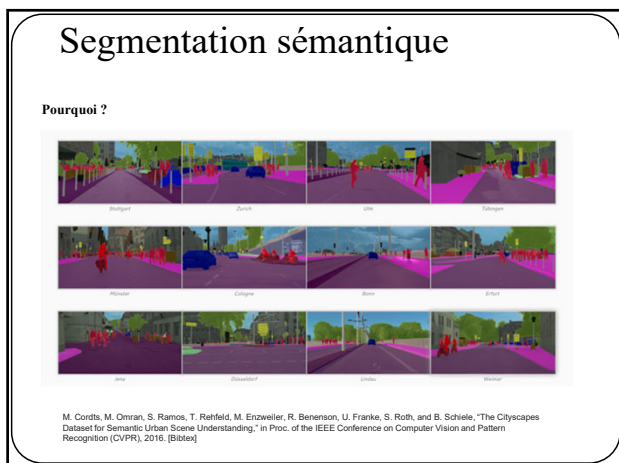 Segmentation sémantique
Pourquoi ?
Stuttgart
Zurich
Ulm
Tübingen
Münster
Cologne
Bonn
Erfurt
Jena
Düsseldorf
Lindau
Weimar
M. Cordts, M. Omran, S. Ramos, T. Rehfeld, M. Enzweiler, R. Benenson, U. Franke, S. Roth, and B. Schiele, “The Cityscapes
Dataset for Semantic Urban Scene Understanding,” in Proc. of the IEEE Conference on Computer Vision and Pattern
Recognition (CVPR), 2016. [Bibtex]